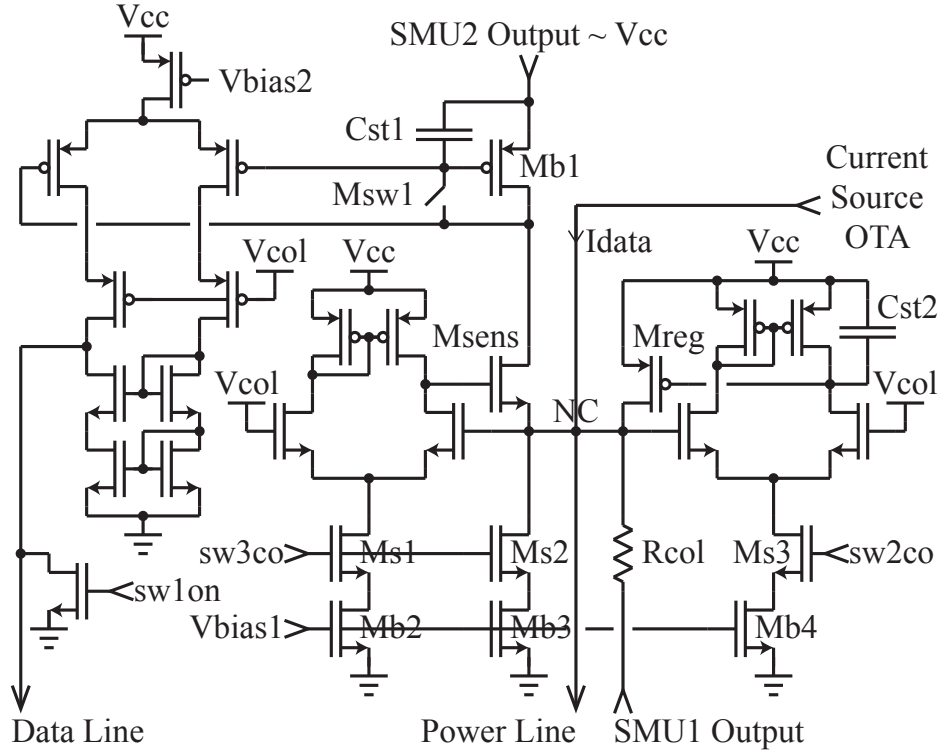 Vcc
SMU2 Output ~ Vcc
Vbias2
Cst1
Mb1
Msw1
Current
Source
OTA
Idata
Vcol
Vcc
Vcc
Cst2
Msens
Mreg
Vcol
NC
Vcol
sw3co
Ms1
Ms2
Rcol
Ms3
sw2co
sw1on
Vbias1
Mb2
Mb3
Mb4
Data Line
Power Line
SMU1 Output